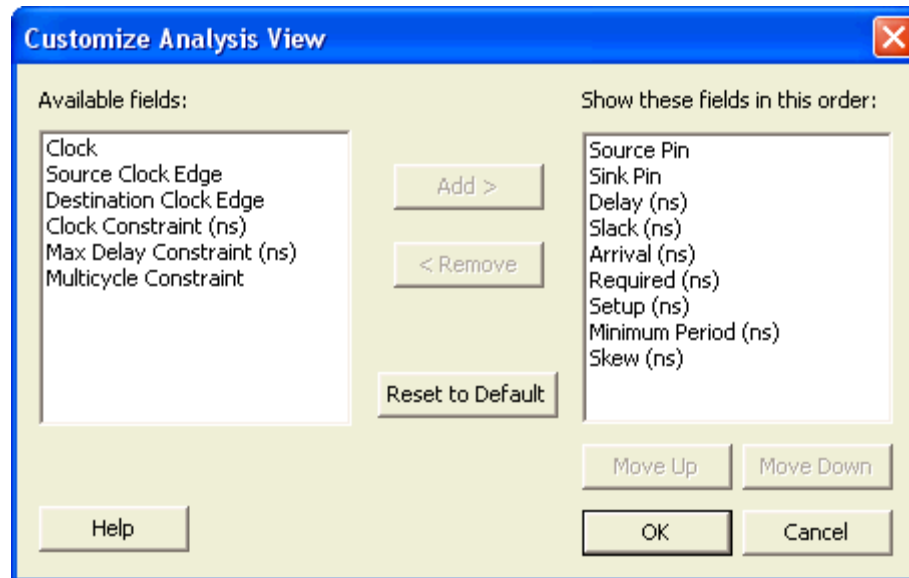 Customize Analysis View
Available fields:
Clock
Source Clock Edge
Destination Clock Edge
Clock Constraint (ns)
Max Delay Constraint (ns)
Multicycle Constraint
Add >
< Remove
Reset to Default
Show these fields in this order:
Source Pin
Sink Pin
Delay (ns)
Slack (ns)
Arrival (ns)
Required (ns)
Setup (ns)
Minimum Period (ns)
Skew (ns)
Move Up
Move Down
Help
OK
Cancel